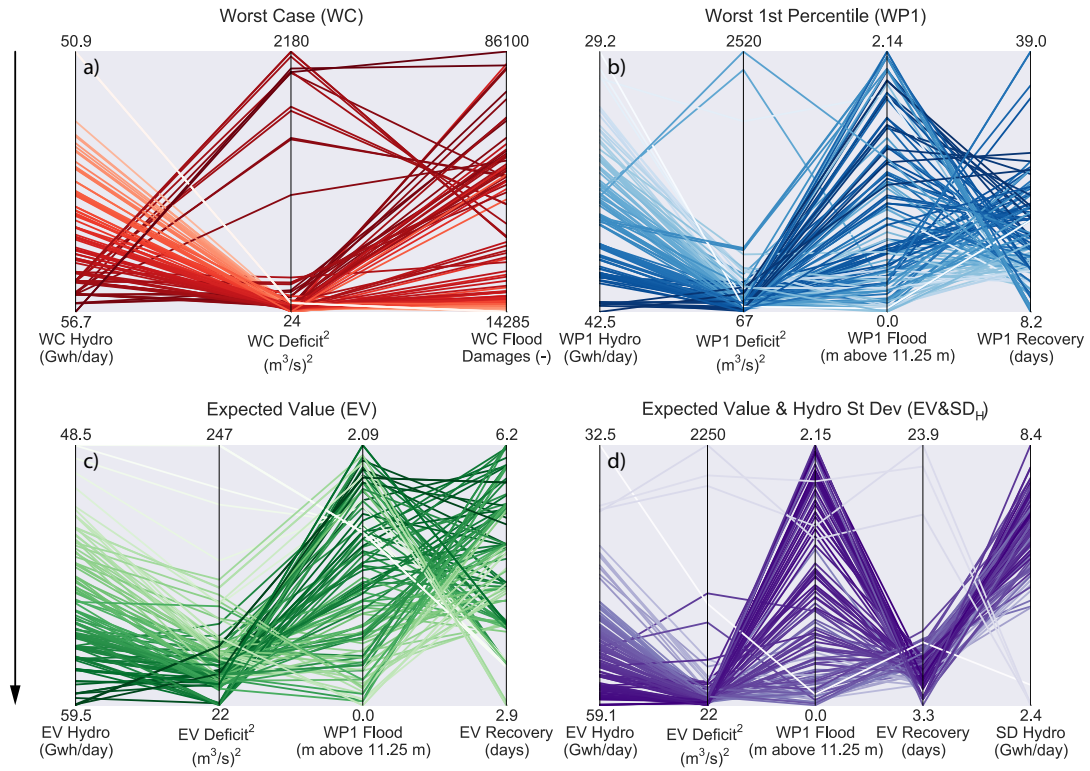 Worst Case (WC)
50.9 2180 86100
a)
56.7 24 14285
WC Hydro WC Deficit² WC Flood
(Gwh/day) (m³/s)² Damages (-)
Worst 1st Percentile (WP1)
29.2 2520 2.14 39.0
b)
42.5 67 0.0 8.2
WP1 Hydro WP1 Deficit² WP1 Flood WP1 Recovery
(Gwh/day) (m³/s)² (m above 11.25 m) (days)
Expected Value (EV)
48.5 247 2.09 6.2
c)
59.5 22 0.0 2.9
EV Hydro EV Deficit² WP1 Flood EV Recovery
(Gwh/day) (m³/s)² (m above 11.25 m) (days)
Expected Value & Hydro St Dev (EV&SD_H)
32.5 2250 2.15 23.9 8.4
d)
59.1 22 0.0 3.3 2.4
EV Hydro EV Deficit² WP1 Flood EV Recovery SD Hydro
(Gwh/day) (m³/s)² (m above 11.25 m) (days) (Gwh/day)